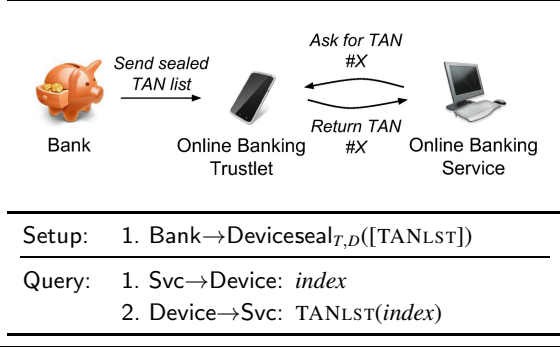 Send sealed
TAN list
Ask for TAN
#X
Return TAN
#X
Bank
Online Banking
Trustlet
Online Banking
Service
Setup: 1. Bank→Deviceseal_{T,D}([TANLST])
Query: 1. Svc→Device: index
2. Device→Svc: TANLST(index)